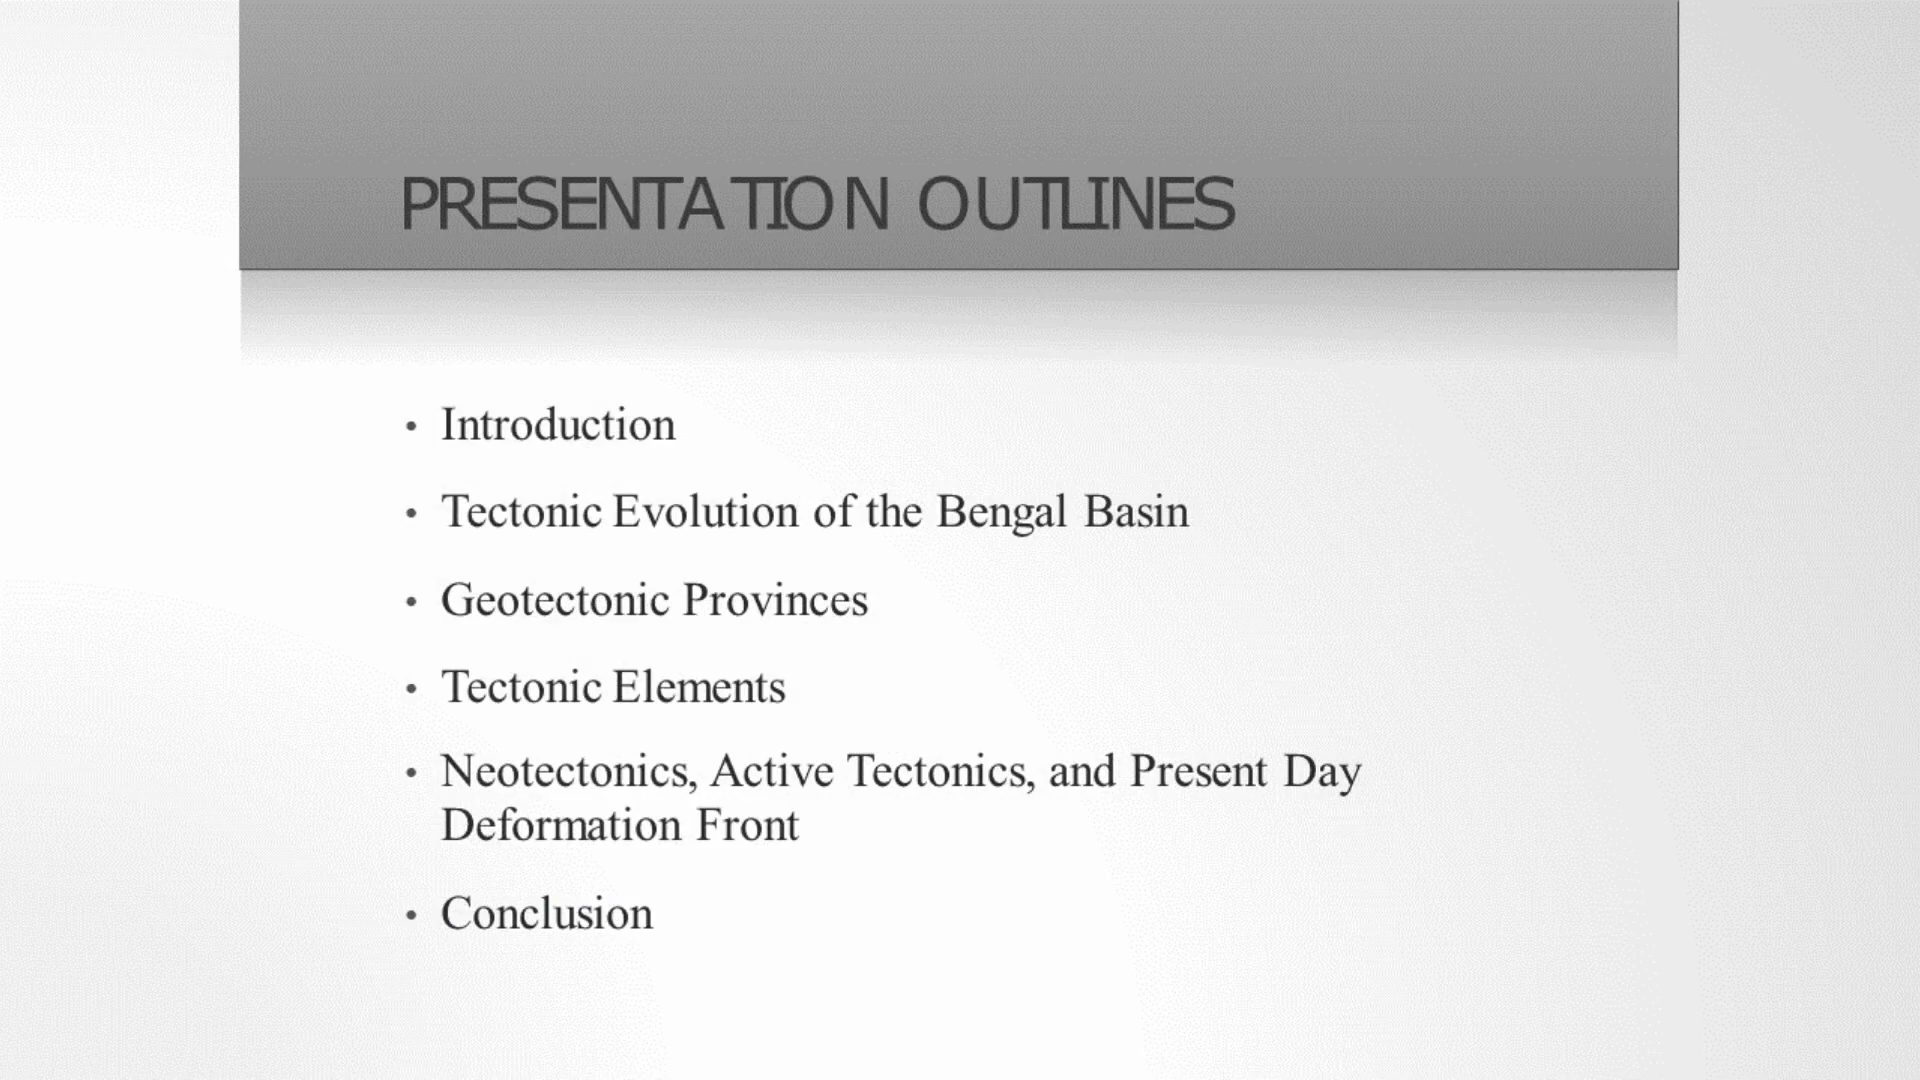 PRESENTATION OUTLINES
• Introduction
• Tectonic Evolution of the Bengal Basin
• Geotectonic Provinces
• Tectonic Elements
• Neotectonics, Active Tectonics, and Present Day
Deformation Front
• Conclusion